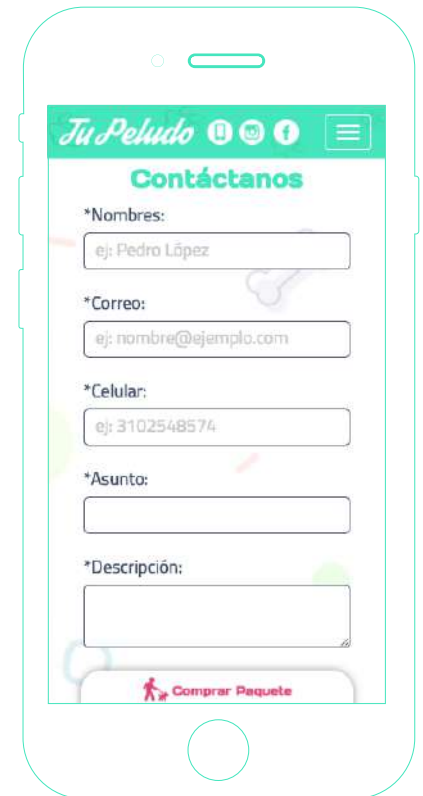 Tu Peludo
Contáctanos
*Nombres:
ej: Pedro López
*Correo:
ej: nombre@ejemplo.com
*Celular:
ej: 3102548574
*Asunto:
*Descripción:
Comprar Paquete